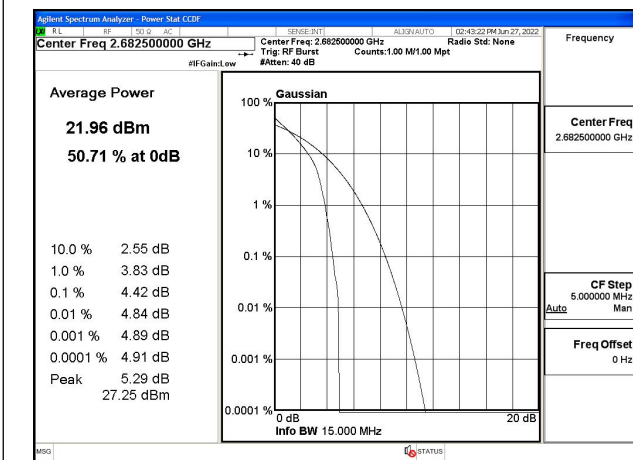 Agilent Spectrum Analyzer - Power Stat CCDF
LXI RL RF 50 Ω AC SENSE:INT ALIGNAUTO 02:43:22 PM Jun 27, 2022
Center Freq 2.682500000 GHz
Center Freq: 2.682500000 GHz Radio Std: None
Trig: RF Burst Counts:1.00 M/1.00 Mpt
#IFGain:Low #Atten: 40 dB
Frequency
Average Power
21.96 dBm
50.71 % at 0dB
10.0 % 2.55 dB
1.0 % 3.83 dB
0.1 % 4.42 dB
0.01 % 4.84 dB
0.001 % 4.89 dB
0.0001 % 4.91 dB
Peak 5.29 dB
27.25 dBm
Gaussian
100 %
10 %
1 %
0.1 %
0.01 %
0.001 %
0.0001 %
0 dB 20 dB
Info BW 15.000 MHz
Center Freq
2.682500000 GHz
CF Step
5.000000 MHz
Auto Man
Freq Offset
0 Hz
MSG STATUS